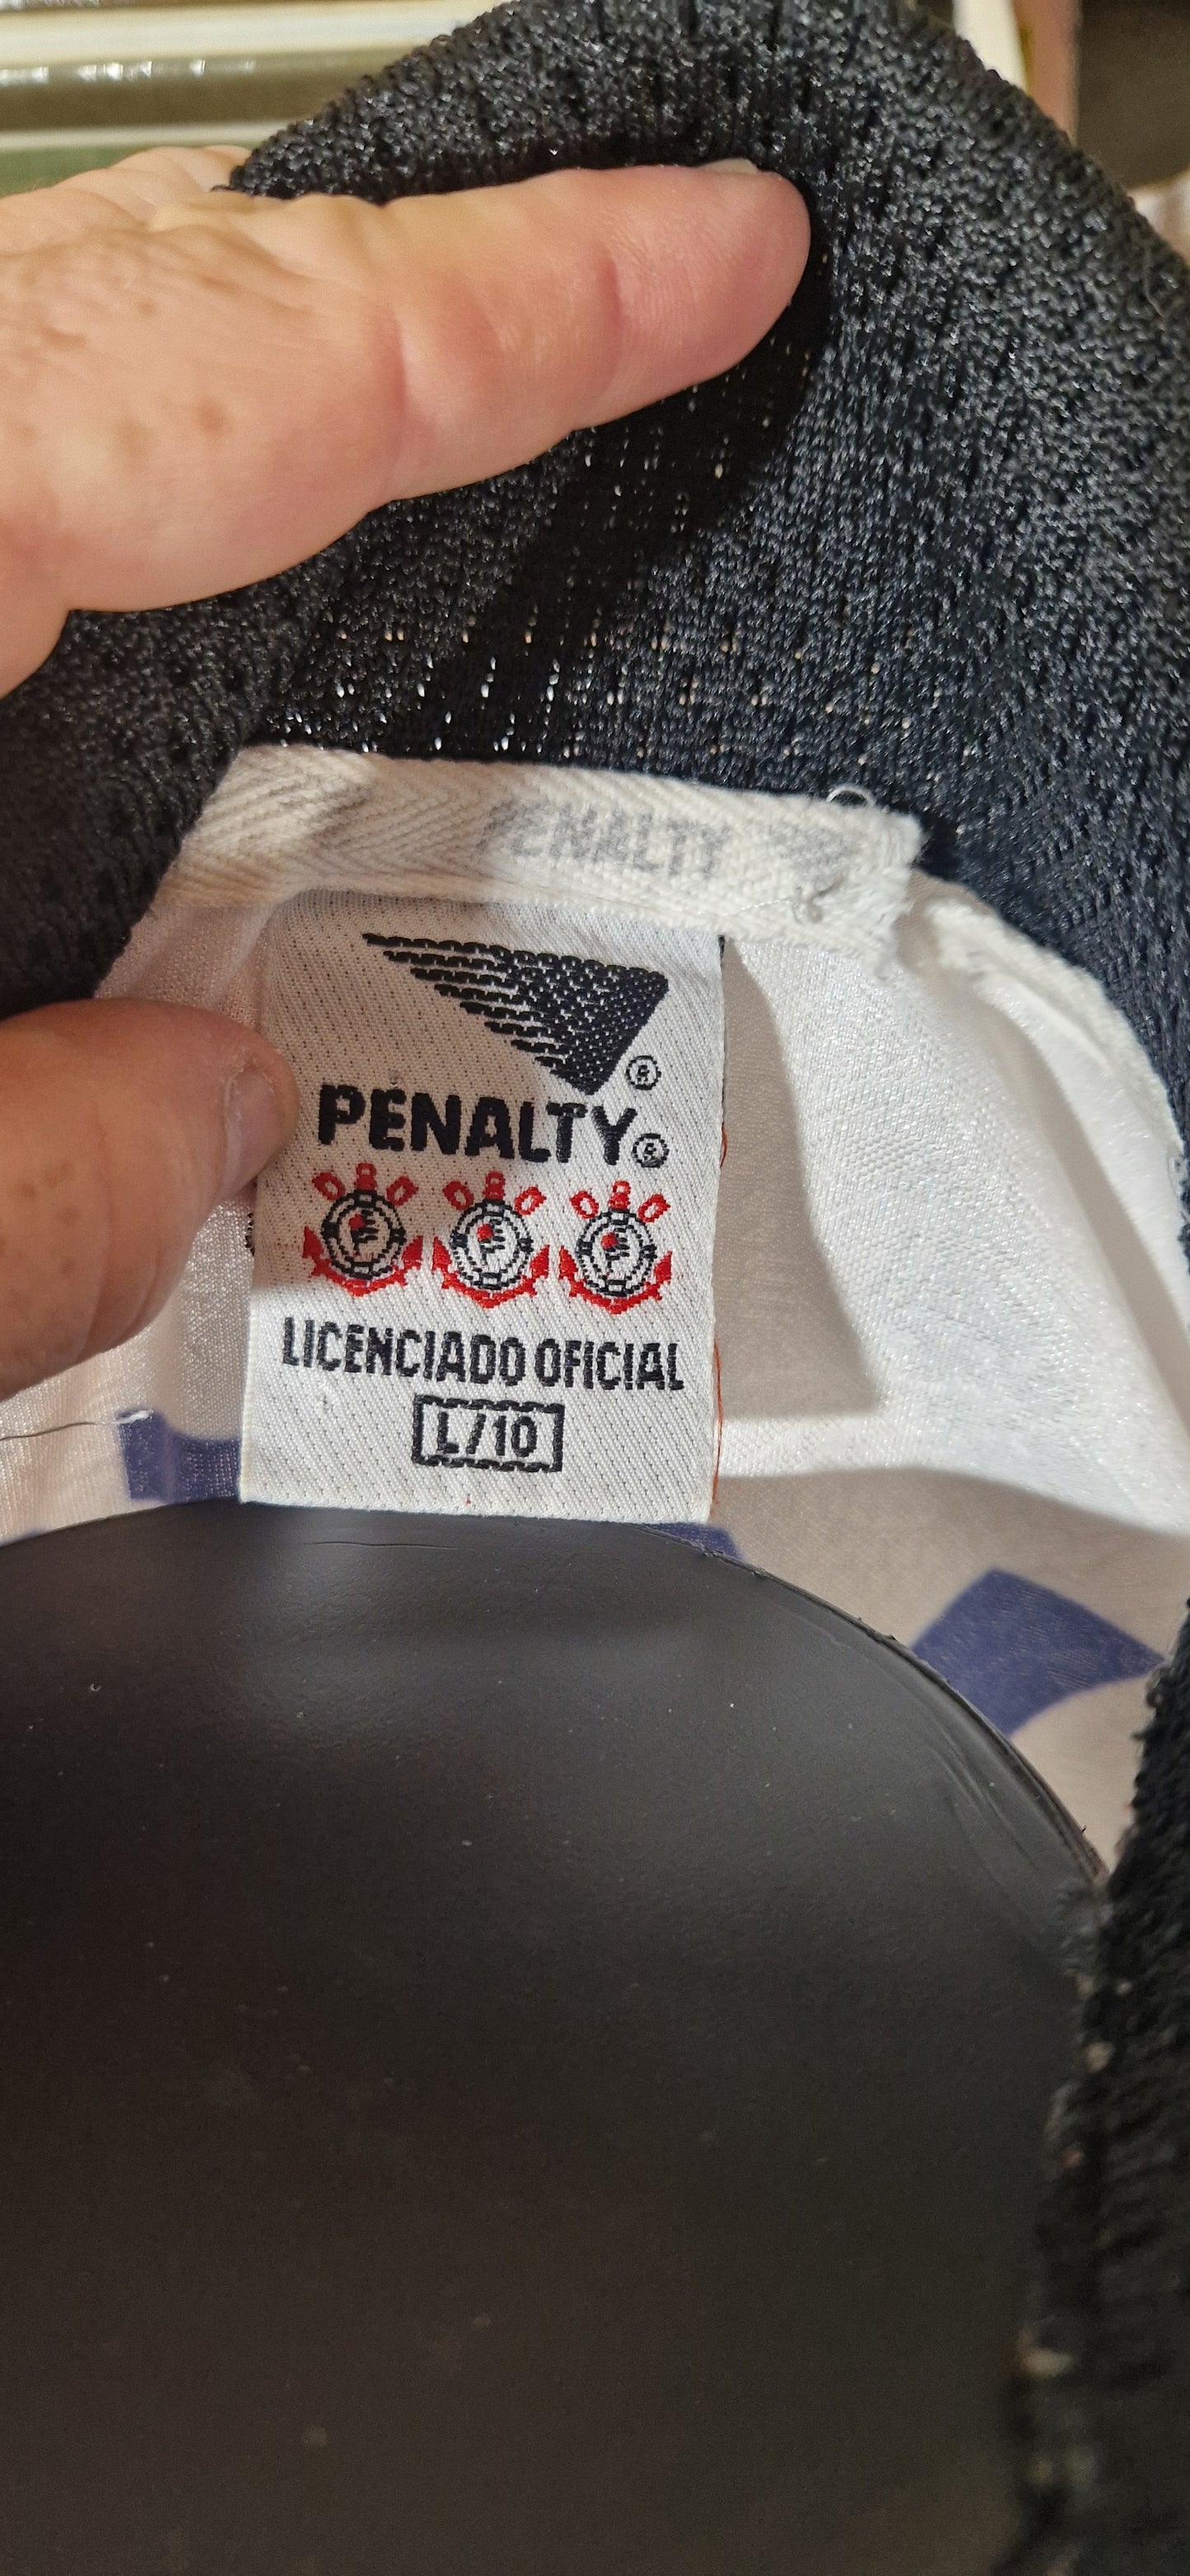 PENALTY
®
PENALTY®
LICENCIADO OFICIAL
L/10